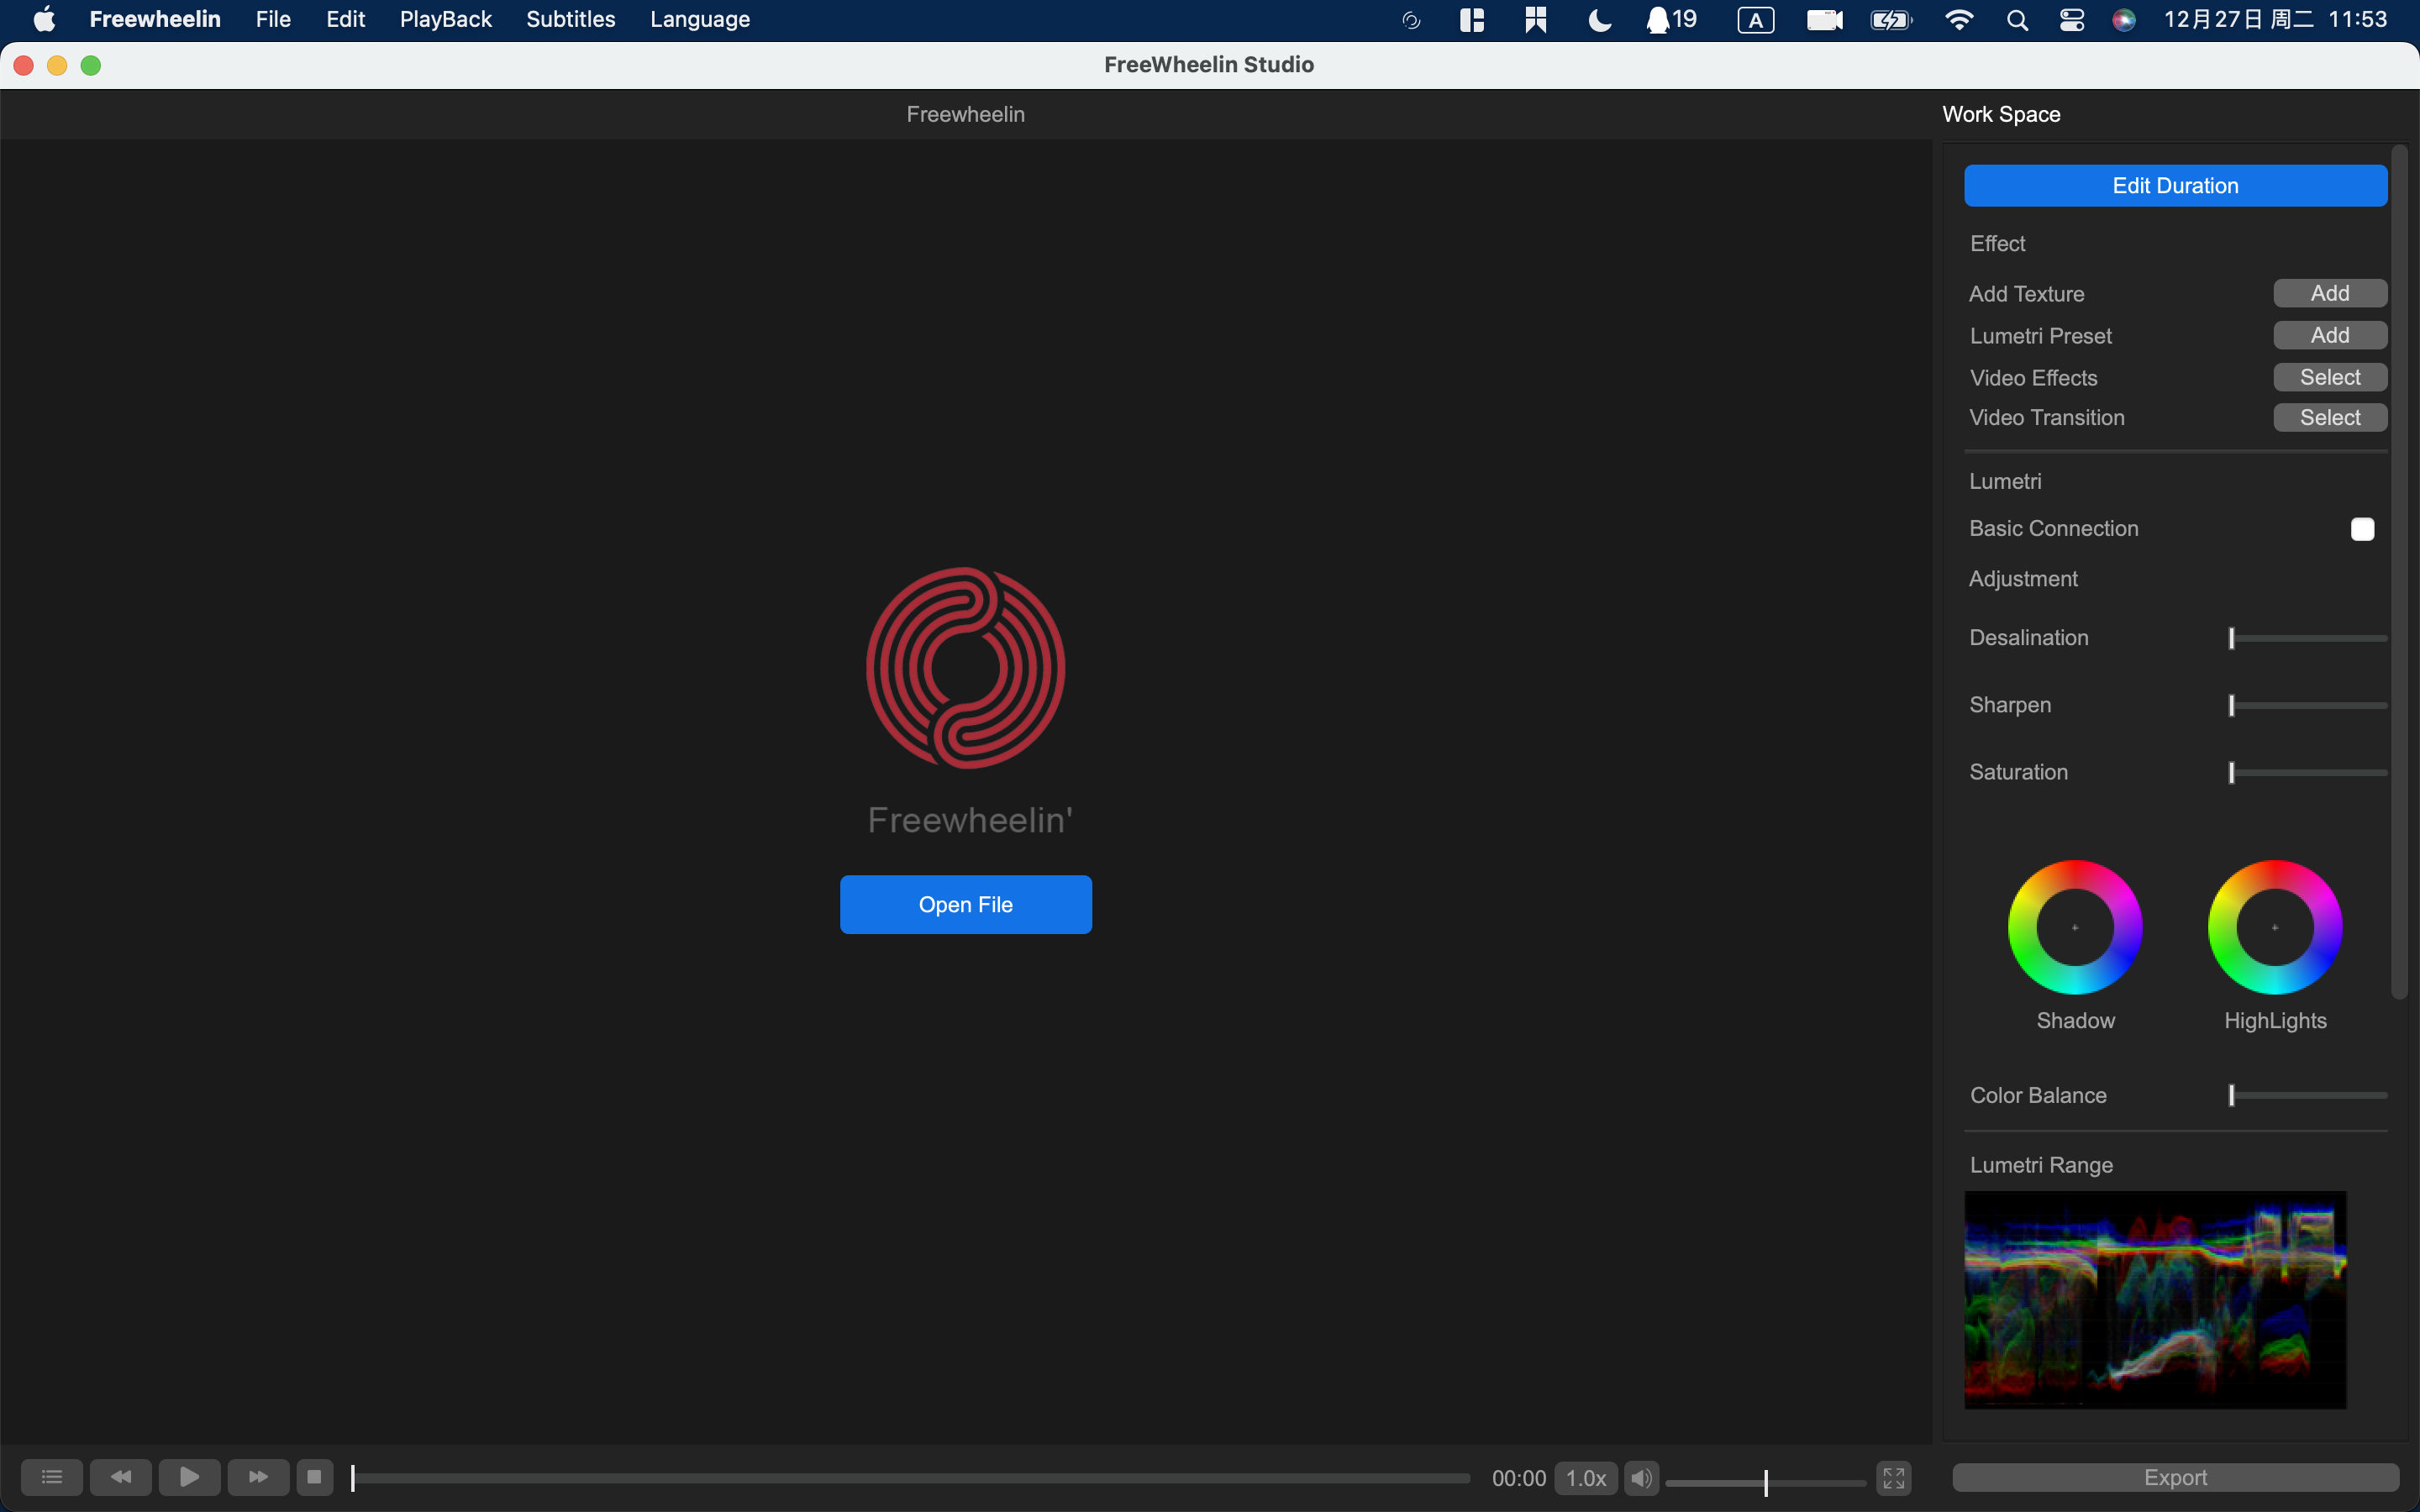 Freewheelin File Edit PlayBack Subtitles Language 19 A 12月27日 周二 11:53
FreeWheelin Studio
Freewheelin
Work Space
Edit Duration
Effect
Add Texture Add
Lumetri Preset Add
Video Effects Select
Video Transition Select
Lumetri
Basic Connection
Adjustment
Desalination
Sharpen
Saturation
Freewheelin'
Open File
Shadow HighLights
Color Balance
Lumetri Range
00:00 1.0x
Export